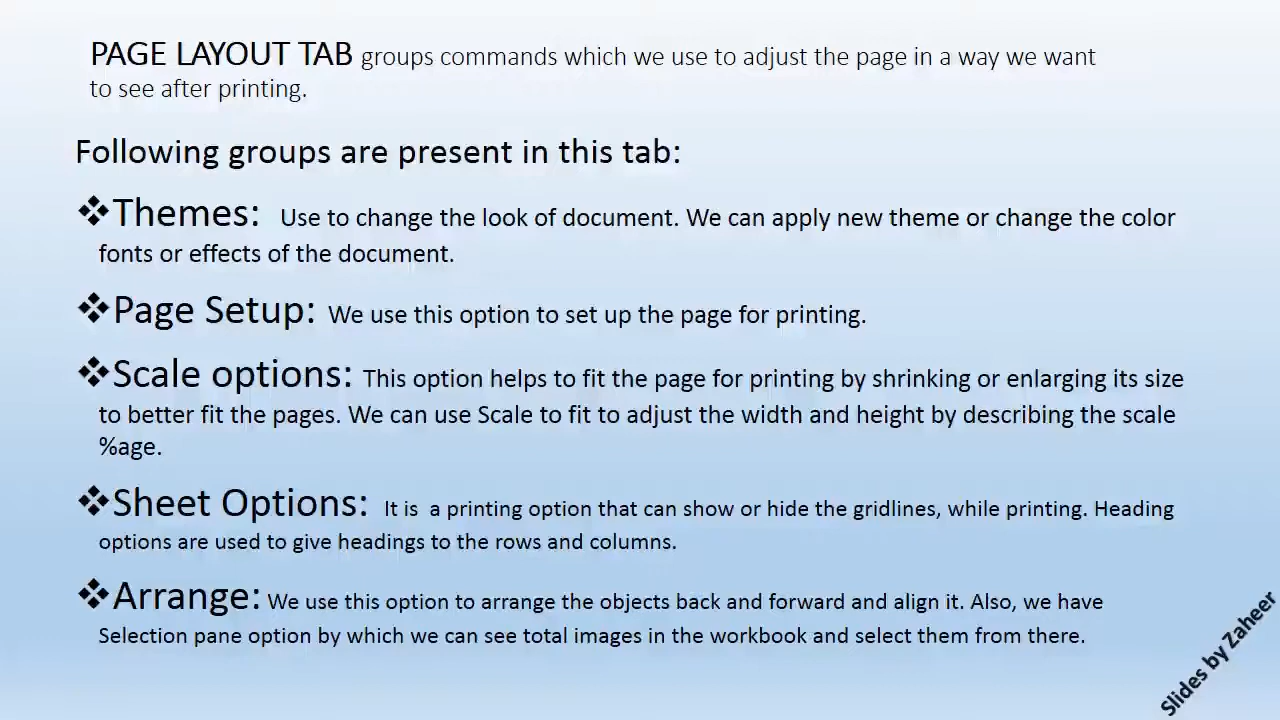 PAGE LAYOUT TAB groups commands which we use to adjust the page in a way we want
to see after printing.
Following groups are present in this tab:
❖Themes: Use to change the look of document. We can apply new theme or change the color
fonts or effects of the document.
❖Page Setup: We use this option to set up the page for printing.
❖Scale options: This option helps to fit the page for printing by shrinking or enlarging its size
to better fit the pages. We can use Scale to fit to adjust the width and height by describing the scale
%age.
❖Sheet Options: It is a printing option that can show or hide the gridlines, while printing. Heading
options are used to give headings to the rows and columns.
❖Arrange: We use this option to arrange the objects back and forward and align it. Also, we have
Selection pane option by which we can see total images in the workbook and select them from there.
Slides by Zaheer